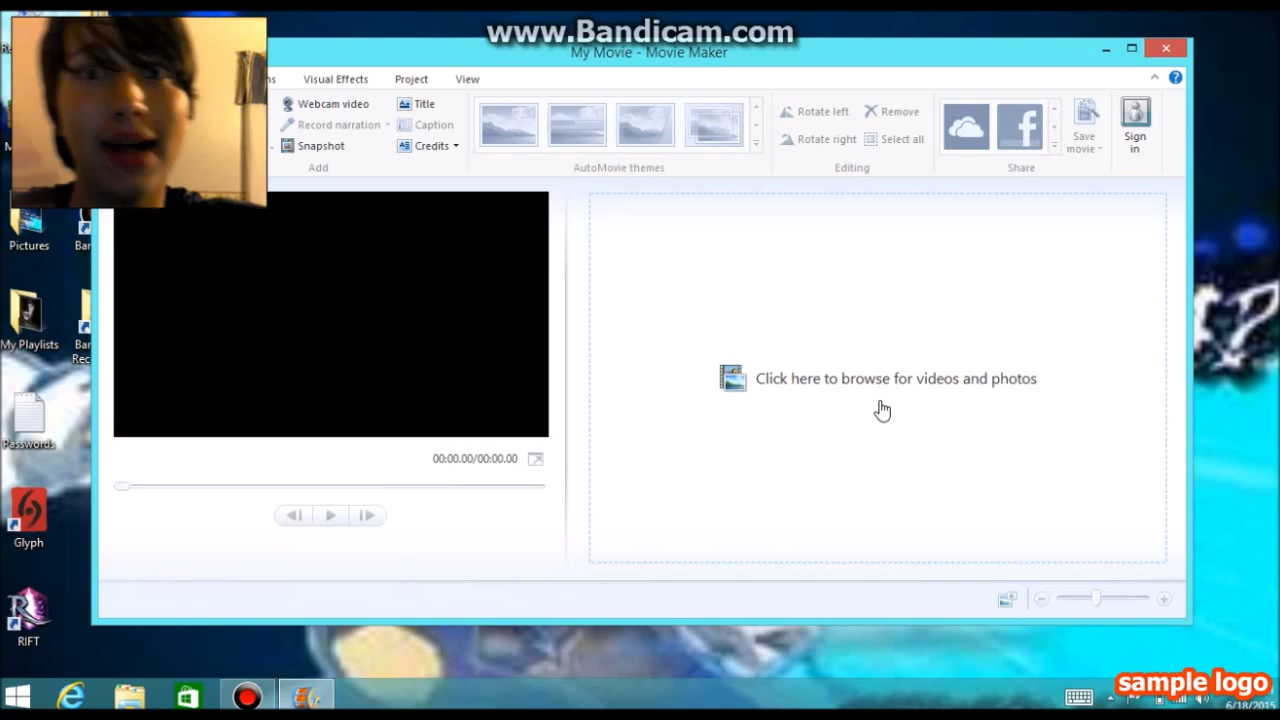 www.Bandicam.com
My Movie - Movie Maker
Visual Effects
Project
View
Webcam video
Record narration
Snapshot
Add
Title
Caption
Credits
AutoMovie themes
Rotate left
Rotate right
Remove
Select all
Editing
Share
Save movie
Sign in
Pictures
My Playlists
Passwords
Glyph
RIFT
Click here to browse for videos and photos
00:00.00/00:00.00
sample logo
6/18/2015